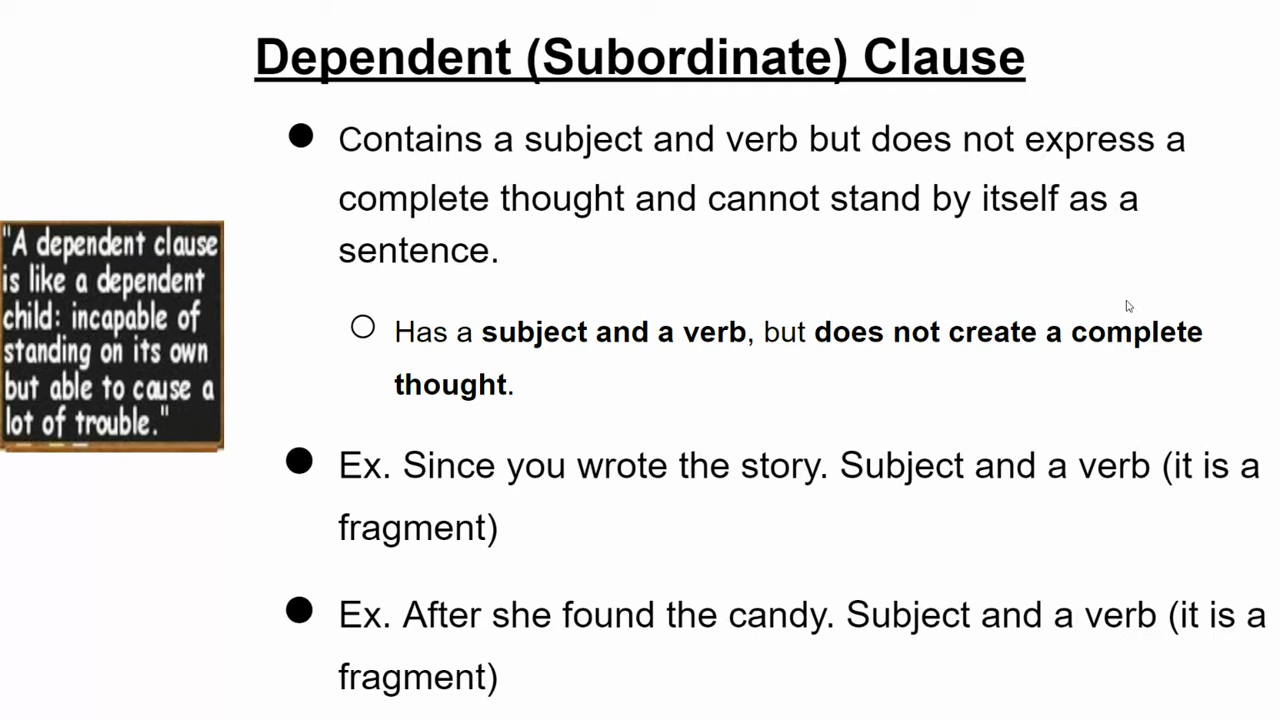 Dependent (Subordinate) Clause
Contains a subject and verb but does not express a
complete thought and cannot stand by itself as a
sentence.
Has a subject and a verb, but does not create a complete
thought.
"A dependent clause
is like a dependent
child: incapable of
standing on its own
but able to cause a
lot of trouble."
Ex. Since you wrote the story. Subject and a verb (it is a
fragment)
Ex. After she found the candy. Subject and a verb (it is a
fragment)